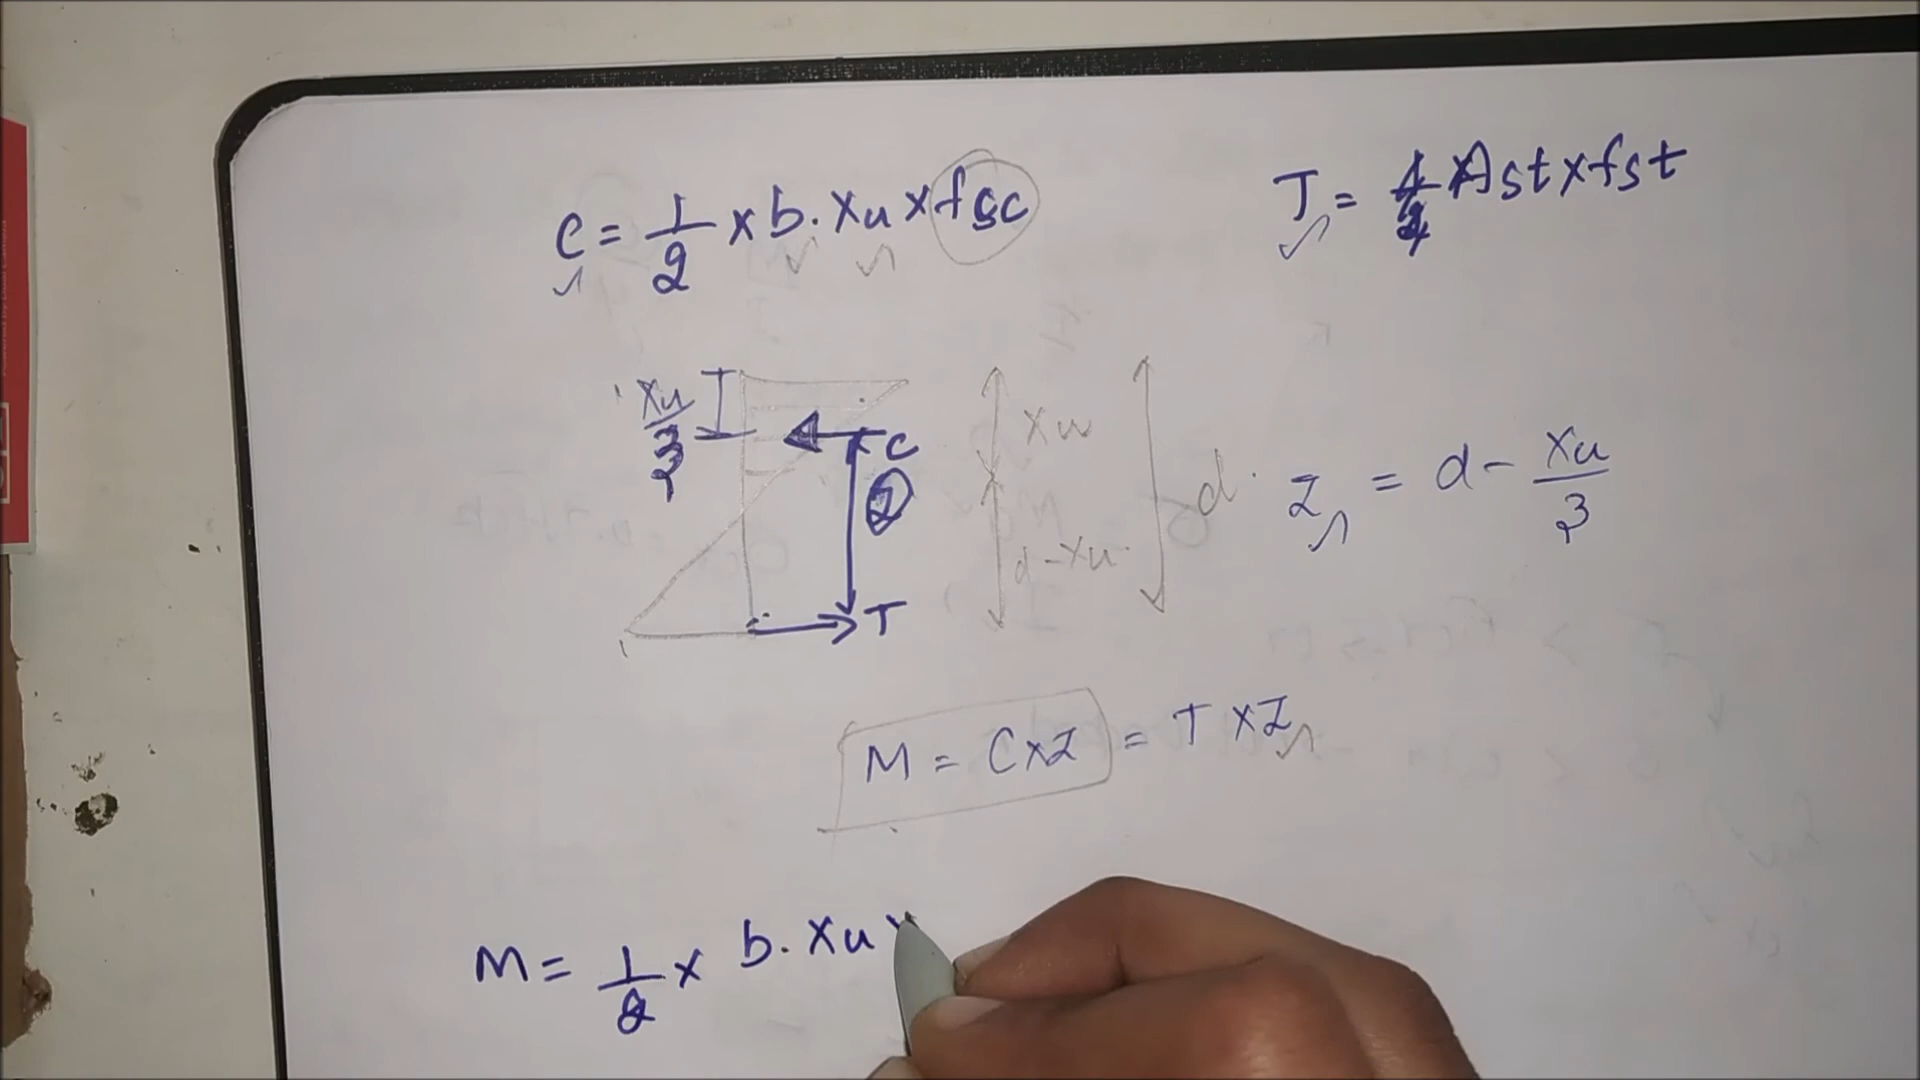 C = 1/2 x b. xu x fsc
T = Ast x fst
xu/3
C
Z
T
xu
d-xu
d
Z = d - xu/3
M = C x Z = T x Z
M = 1/2 x b. xu x